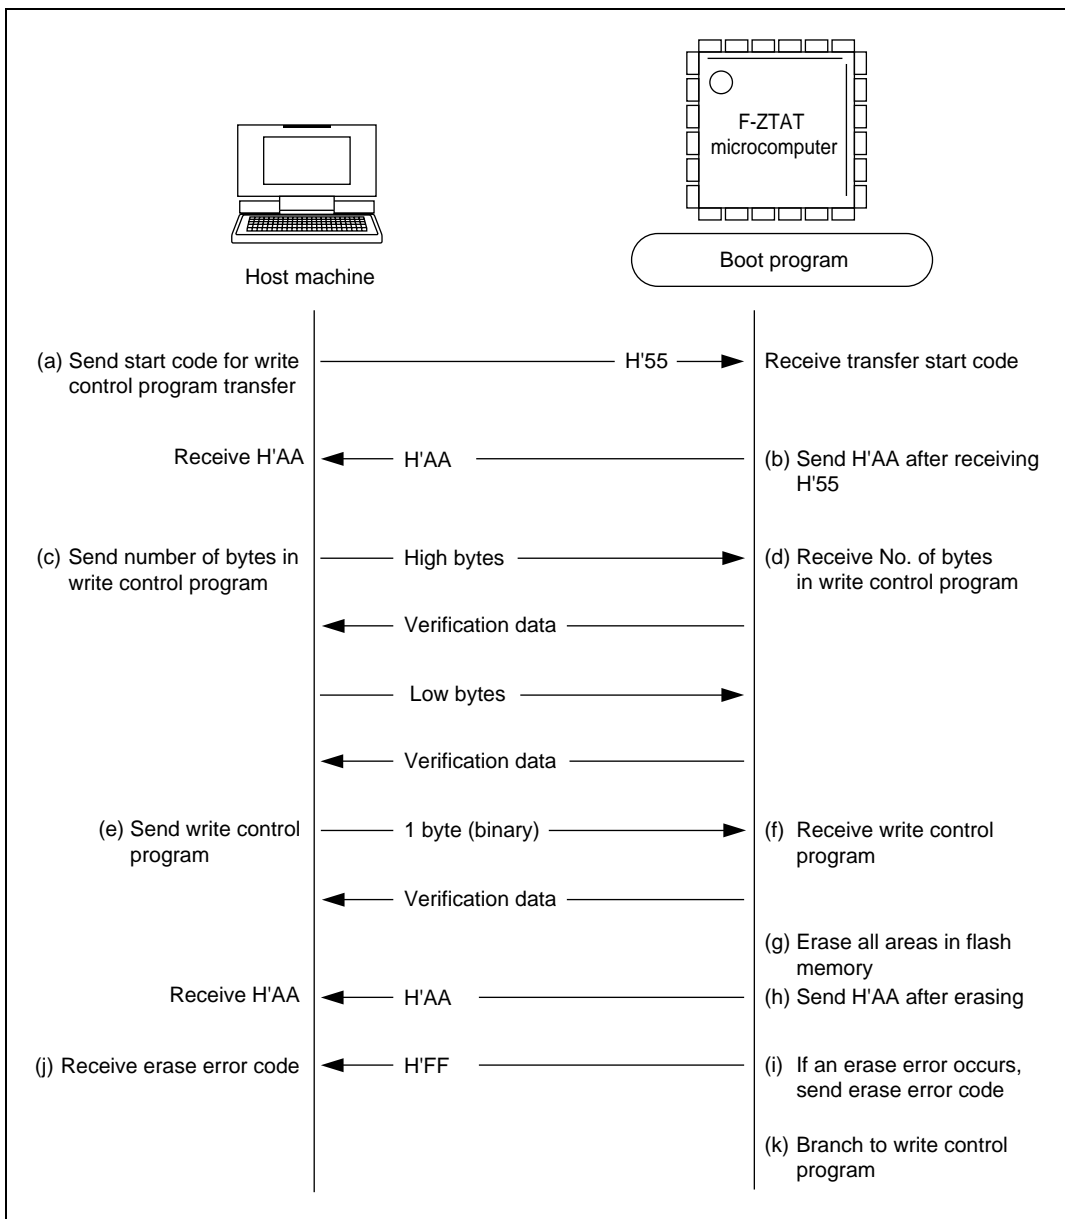 F-ZTAT
microcomputer
Host machine
Boot program
(a) Send start code for write
control program transfer
H'55
Receive transfer start code
Receive H'AA
H'AA
(b) Send H'AA after receiving
H'55
(c) Send number of bytes in
write control program
High bytes
(d) Receive No. of bytes
in write control program
Verification data
Low bytes
Verification data
(e) Send write control
program
1 byte (binary)
(f) Receive write control
program
Verification data
(g) Erase all areas in flash
memory
Receive H'AA
H'AA
(h) Send H'AA after erasing
(j) Receive erase error code
H'FF
(i) If an erase error occurs,
send erase error code
(k) Branch to write control
program